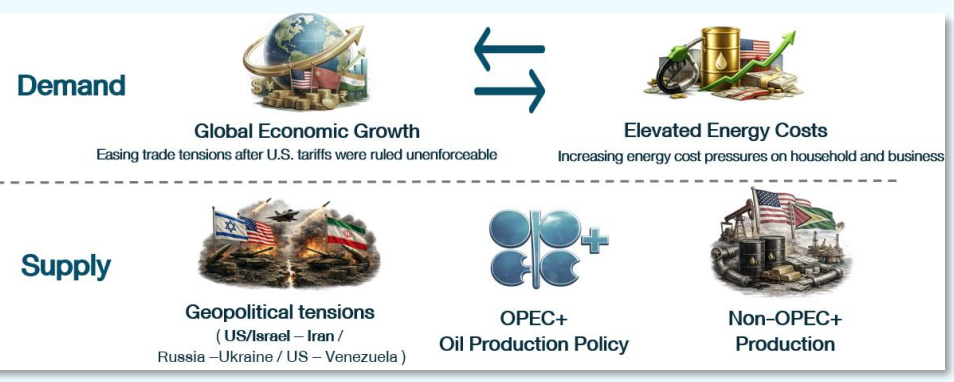 Demand
Global Economic Growth
Easing trade tensions after U.S. tariffs were ruled unenforceable
Elevated Energy Costs
Increasing energy cost pressures on household and business
Supply
Geopolitical tensions
( US/Israel – Iran /
Russia –Ukraine / US – Venezuela )
OPEC+
Oil Production Policy
Non-OPEC+
Production